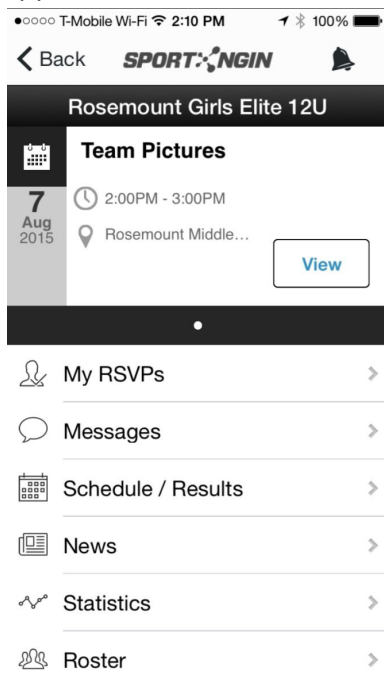 T-Mobile Wi-Fi 2:10 PM 100%
Back SPORT NGIN
Rosemount Girls Elite 12U
Team Pictures
7
Aug
2015
2:00PM - 3:00PM
Rosemount Middle...
View
My RSVPs
Messages
Schedule / Results
News
Statistics
Roster